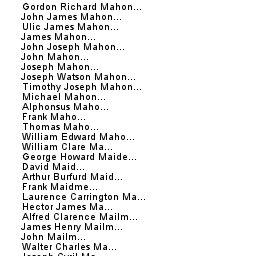 Gordon Richard Mahon...
John James Mahon...
Ulic James Mahon...
James Mahon...
John Joseph Mahon...
John Mahon...
Joseph Mahon...
Joseph Watson Mahon...
Timothy Joseph Mahon...
Michael Mahon...
Alphonsus Maho...
Frank Maho...
Thomas Maho...
William Edward Maho...
William Clare Ma...
George Howard Maide...
David Maid...
Arthur Burfurd Maid...
Frank Maidme...
Laurence Carrington Ma...
Hector James Ma...
Alfred Clarence Mailm...
James Henry Mailm...
John Mailm...
Walter Charles Ma...
Joseph Cyril Ma...